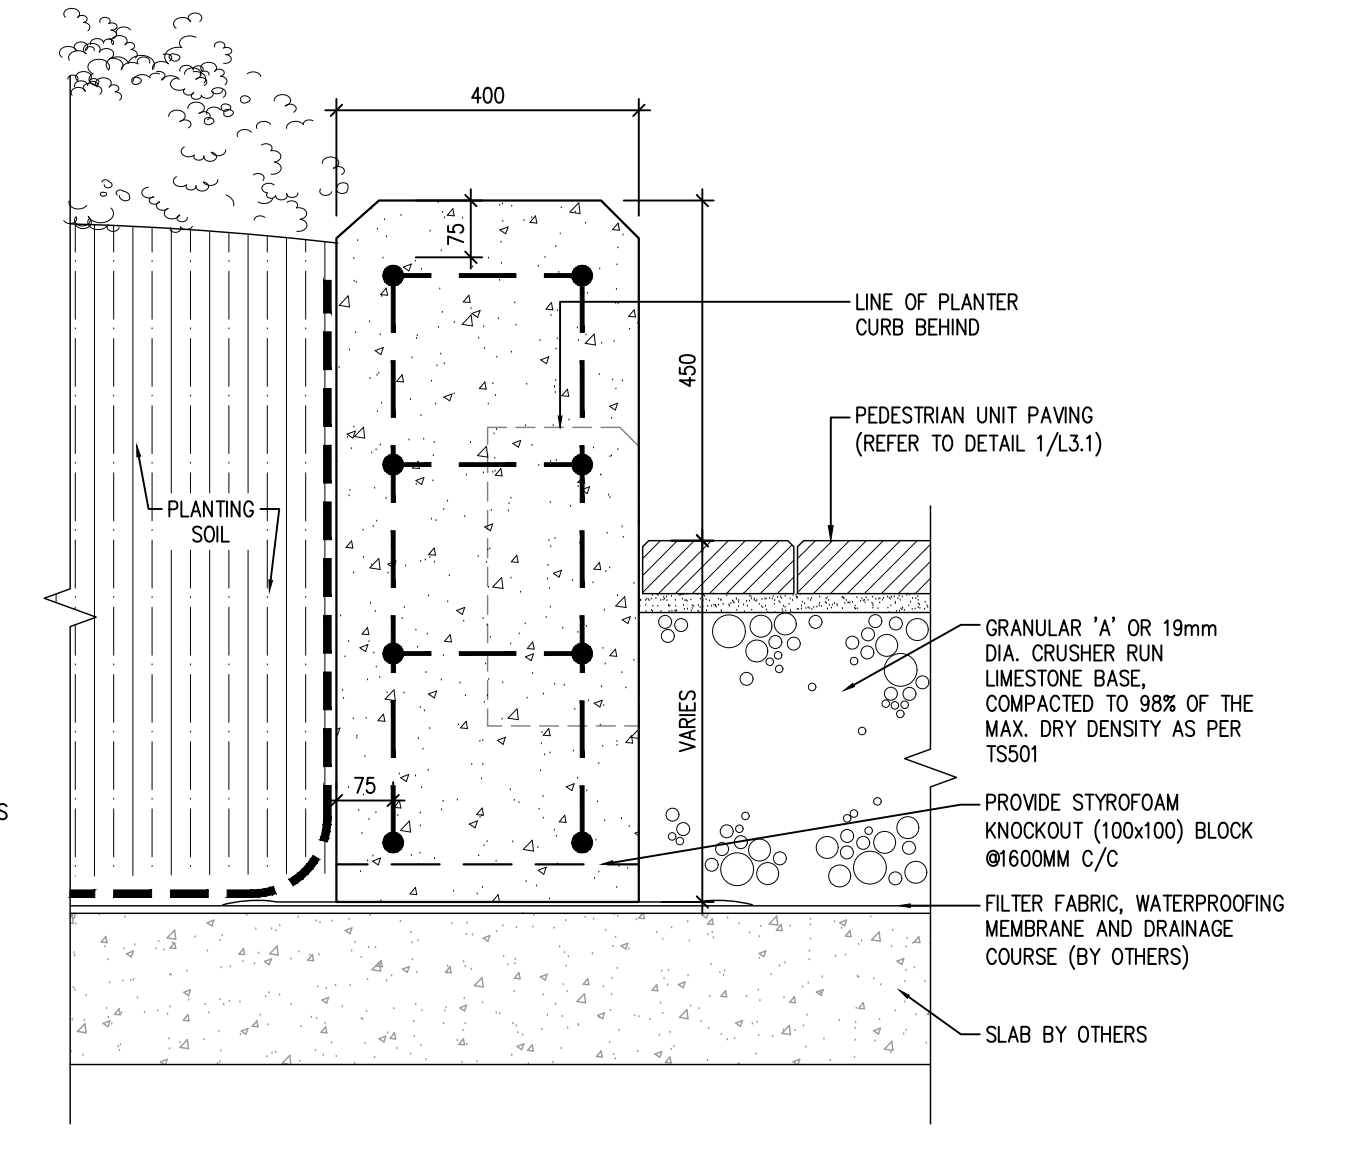 400
75
LINE OF PLANTER
CURB BEHIND
450
PEDESTRIAN UNIT PAVING
(REFER TO DETAIL 1/L3.1)
PLANTING
SOIL
GRANULAR 'A' OR 19mm
DIA. CRUSHER RUN
LIMESTONE BASE,
COMPACTED TO 98% OF THE
MAX. DRY DENSITY AS PER
TS501
VARIES
75
S
PROVIDE STYROFOAM
KNOCKOUT (100x100) BLOCK
@1600MM C/C
FILTER FABRIC, WATERPROOFING
MEMBRANE AND DRAINAGE
COURSE (BY OTHERS)
SLAB BY OTHERS